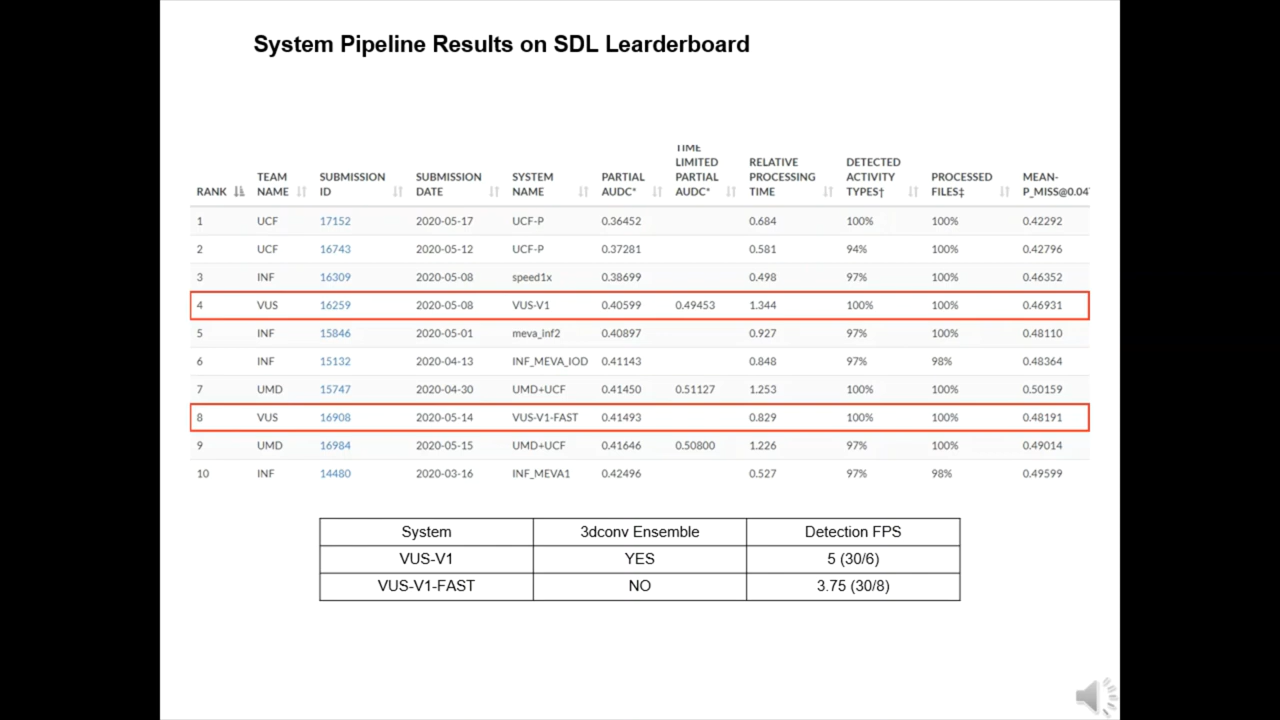 System Pipeline Results on SDL Learderboard
RANK TEAM NAME SUBMISSION ID SUBMISSION DATE SYSTEM NAME PARTIAL AUDC* TIME LIMITED PARTIAL AUDC* RELATIVE PROCESSING TIME DETECTED ACTIVITY TYPES† PROCESSED FILES‡ MEAN-P_MISS@0.04
1 UCF 17152 2020-05-17 UCF-P 0.36452 0.684 100% 100% 0.42292
2 UCF 16743 2020-05-12 UCF-P 0.37281 0.581 94% 100% 0.42796
3 INF 16309 2020-05-08 speed1x 0.38699 0.498 97% 100% 0.46352
4 VUS 16259 2020-05-08 VUS-V1 0.40599 0.49453 1.344 100% 100% 0.46931
5 INF 15846 2020-05-01 meva_inf2 0.40897 0.927 97% 100% 0.48110
6 INF 15132 2020-04-13 INF_MEVA_IOD 0.41143 0.848 97% 98% 0.48364
7 UMD 15747 2020-04-30 UMD+UCF 0.41450 0.51127 1.253 100% 100% 0.50159
8 VUS 16908 2020-05-14 VUS-V1-FAST 0.41493 0.829 100% 100% 0.48191
9 UMD 16984 2020-05-15 UMD+UCF 0.41646 0.50800 1.226 97% 100% 0.49014
10 INF 14480 2020-03-16 INF_MEVA1 0.42496 0.527 97% 98% 0.49599
System 3dconv Ensemble Detection FPS
VUS-V1 YES 5 (30/6)
VUS-V1-FAST NO 3.75 (30/8)